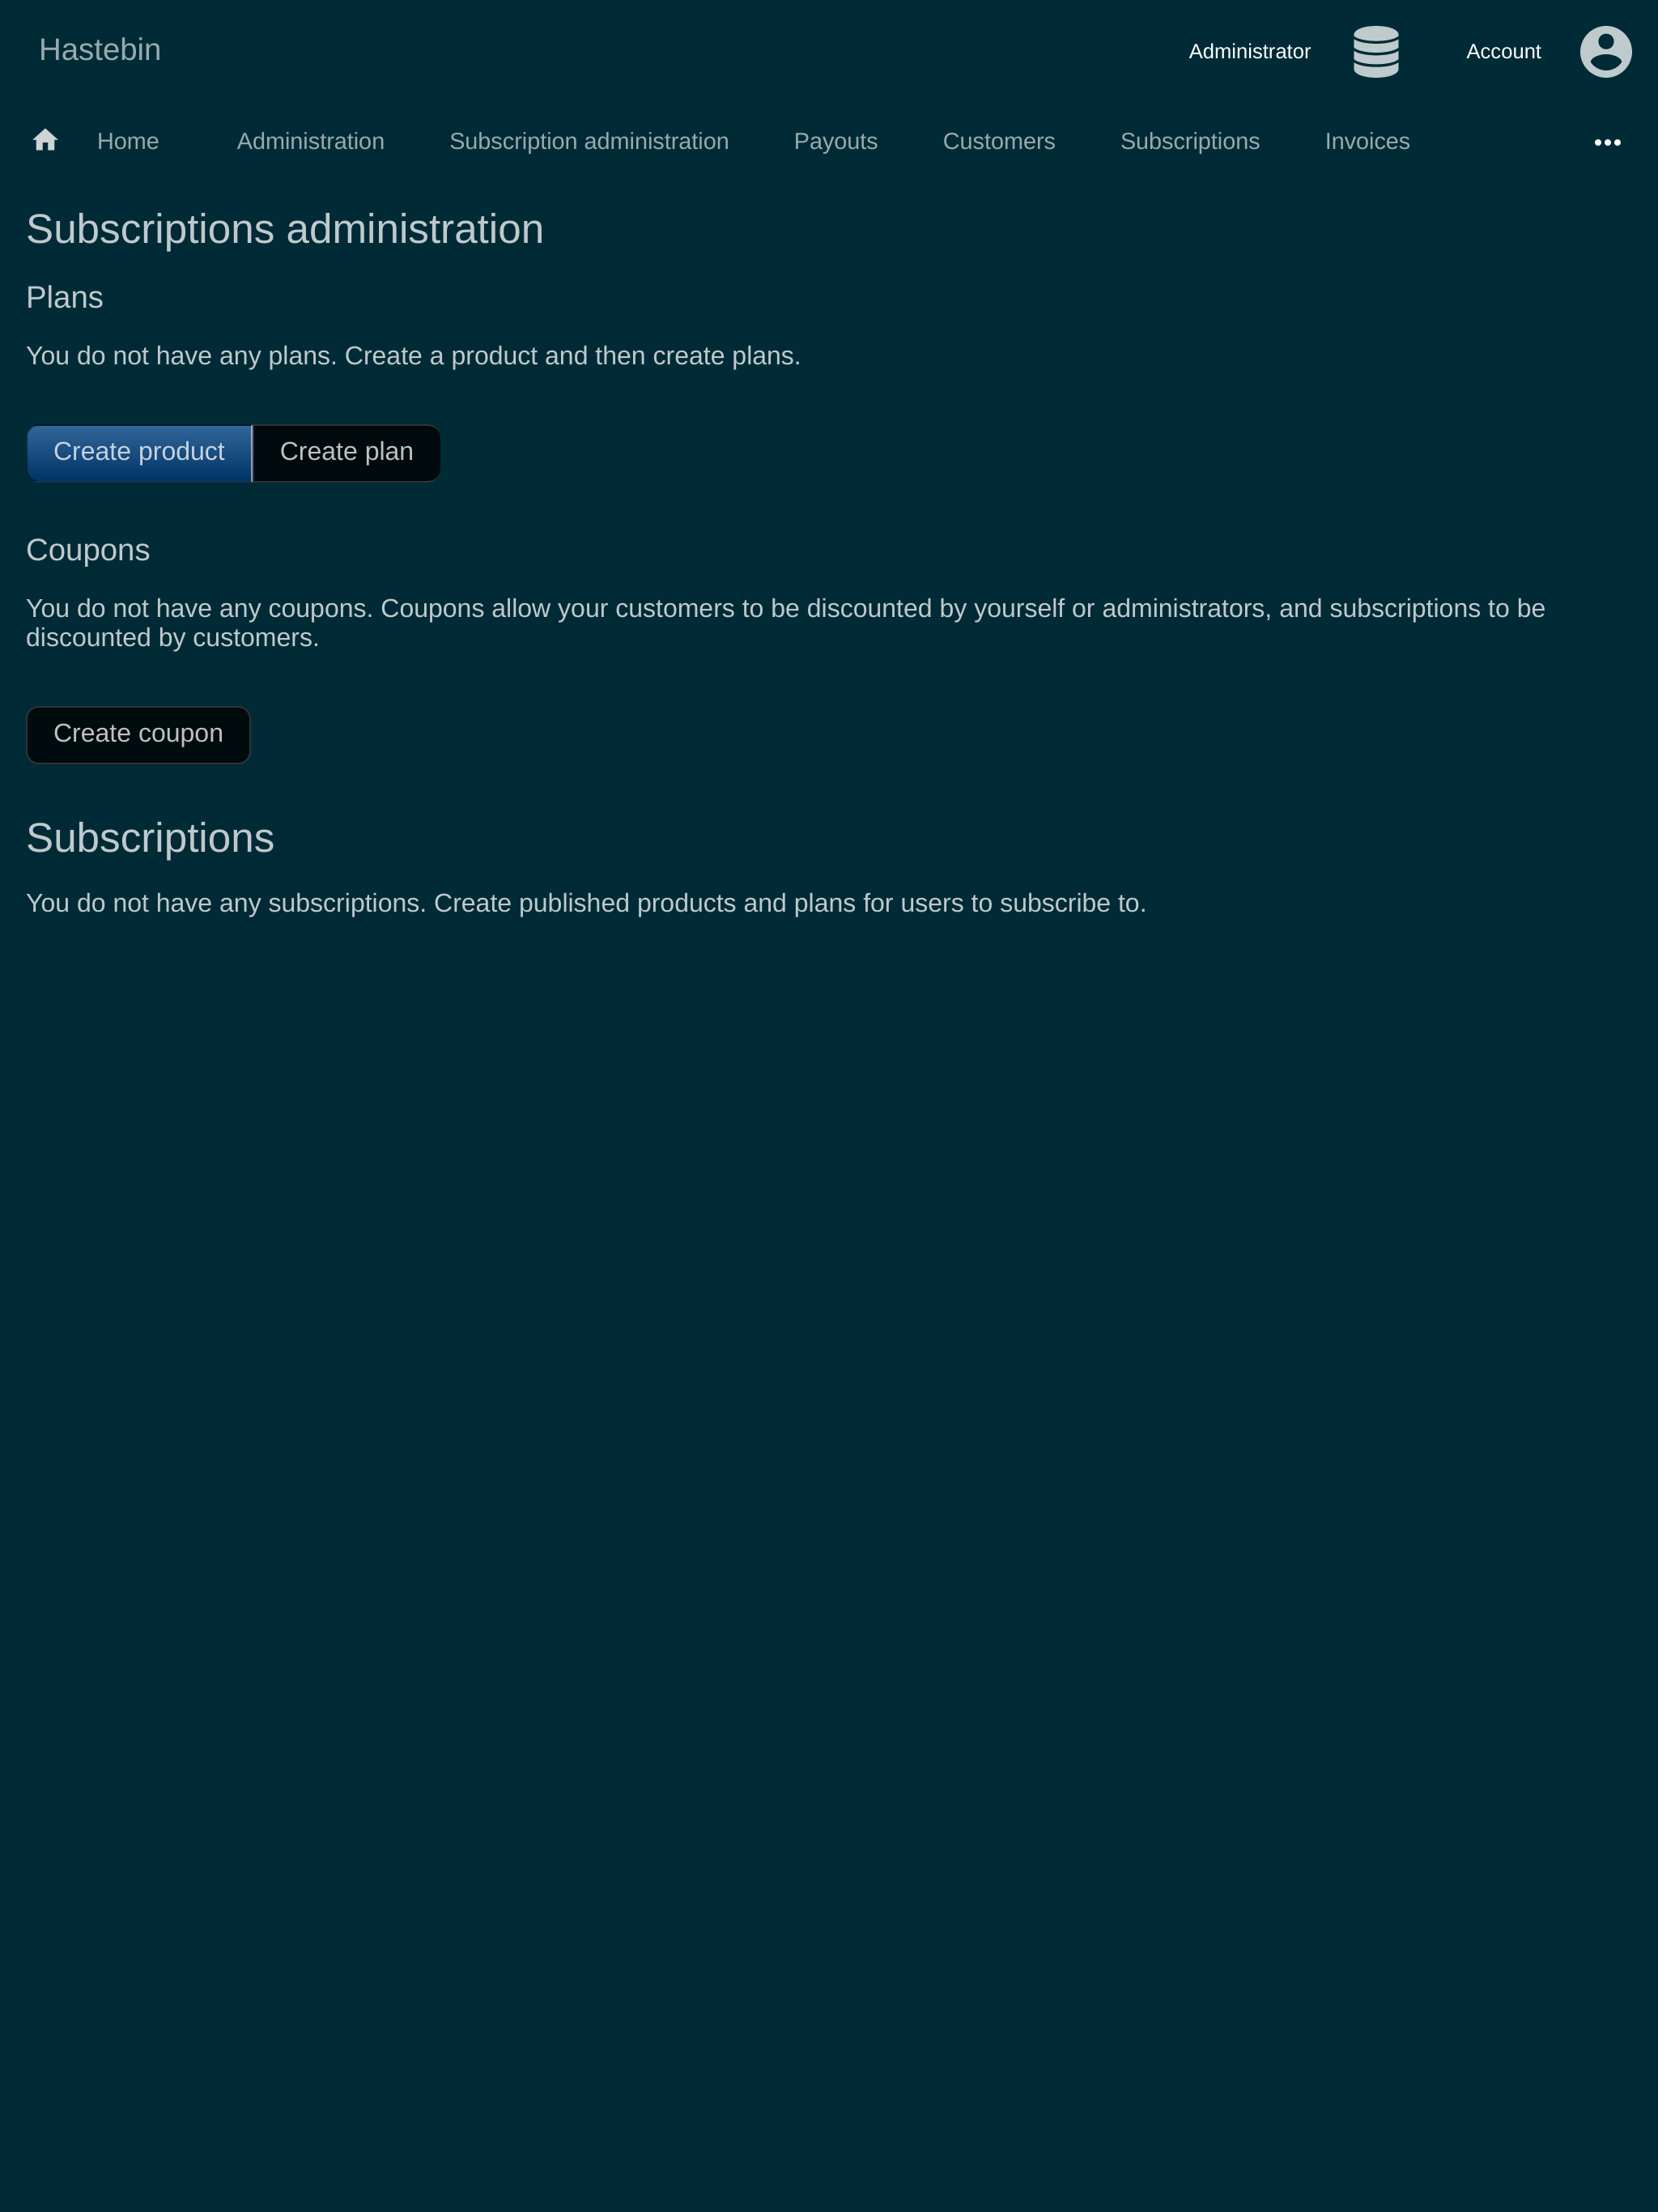 Hastebin
Administrator
Account
Home
Administration
Subscription administration
Payouts
Customers
Subscriptions
Invoices
Subscriptions administration
Plans
You do not have any plans. Create a product and then create plans.
Create product
Create plan
Coupons
You do not have any coupons. Coupons allow your customers to be discounted by yourself or administrators, and subscriptions to be
discounted by customers.
Create coupon
Subscriptions
You do not have any subscriptions. Create published products and plans for users to subscribe to.